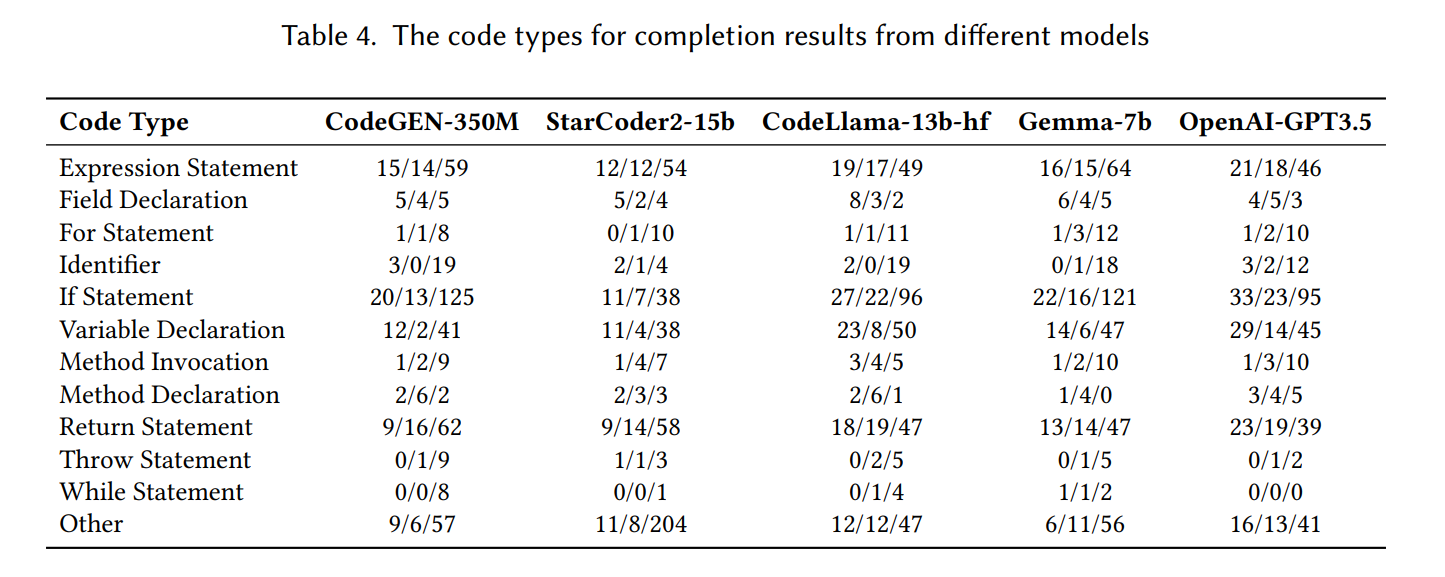 Table 4. The code types for completion results from different models
Code Type CodeGEN-350M StarCoder2-15b CodeLlama-13b-hf Gemma-7b OpenAI-GPT3.5
Expression Statement 15/14/59 12/12/54 19/17/49 16/15/64 21/18/46
Field Declaration 5/4/5 5/2/4 8/3/2 6/4/5 4/5/3
For Statement 1/1/8 0/1/10 1/1/11 1/3/12 1/2/10
Identifier 3/0/19 2/1/4 2/0/19 0/1/18 3/2/12
If Statement 20/13/125 11/7/38 27/22/96 22/16/121 33/23/95
Variable Declaration 12/2/41 11/4/38 23/8/50 14/6/47 29/14/45
Method Invocation 1/2/9 1/4/7 3/4/5 1/2/10 1/3/10
Method Declaration 2/6/2 2/3/3 2/6/1 1/4/0 3/4/5
Return Statement 9/16/62 9/14/58 18/19/47 13/14/47 23/19/39
Throw Statement 0/1/9 1/1/3 0/2/5 0/1/5 0/1/2
While Statement 0/0/8 0/0/1 0/1/4 1/1/2 0/0/0
Other 9/6/57 11/8/204 12/12/47 6/11/56 16/13/41